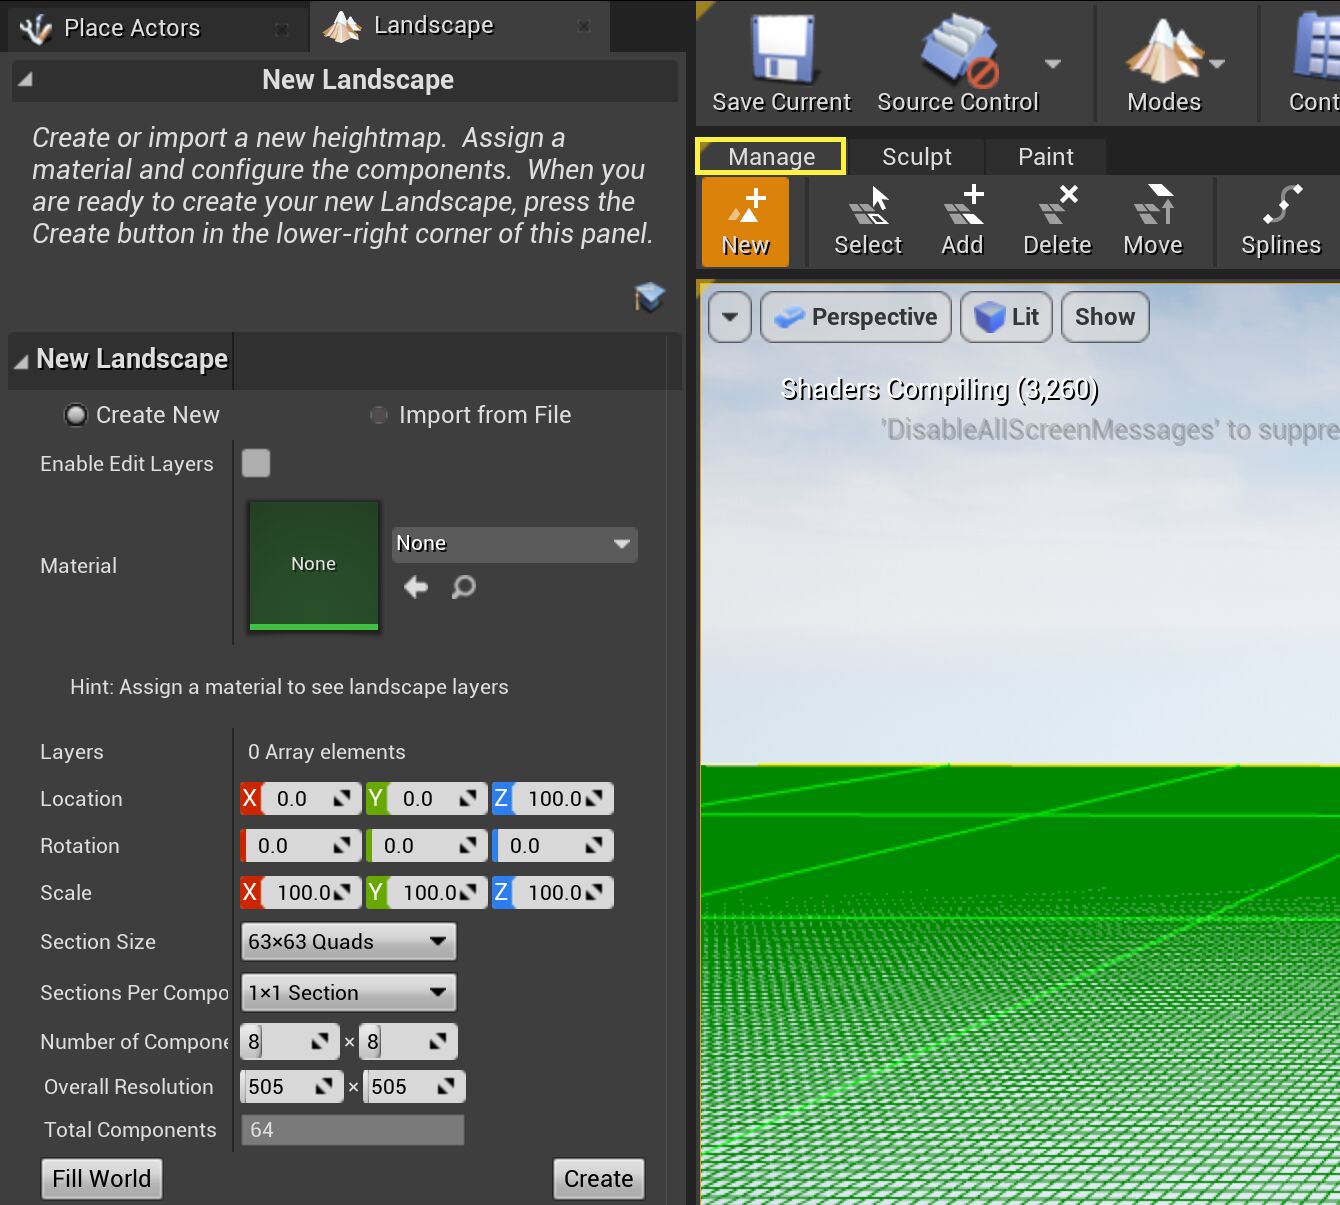 Place Actors
Landscape
New Landscape
Create or import a new heightmap. Assign a
material and configure the components. When you
are ready to create your new Landscape, press the
Create button in the lower-right corner of this panel.
New Landscape
Create New Import from File
Enable Edit Layers
Material None None
Hint: Assign a material to see landscape layers
Layers 0 Array elements
Location X 0.0 Y 0.0 Z 100.0
Rotation 0.0 0.0 0.0
Scale X 100.0 Y 100.0 Z 100.0
Section Size 63×63 Quads
Sections Per Compo 1×1 Section
Number of Compone 8 × 8
Overall Resolution 505 × 505
Total Components 64
Fill World Create
Save Current Source Control Modes Cont
Manage Sculpt Paint
New Select Add Delete Move Splines
Perspective Lit Show
Shaders Compiling (3,260)
'DisableAllScreenMessages' to suppre